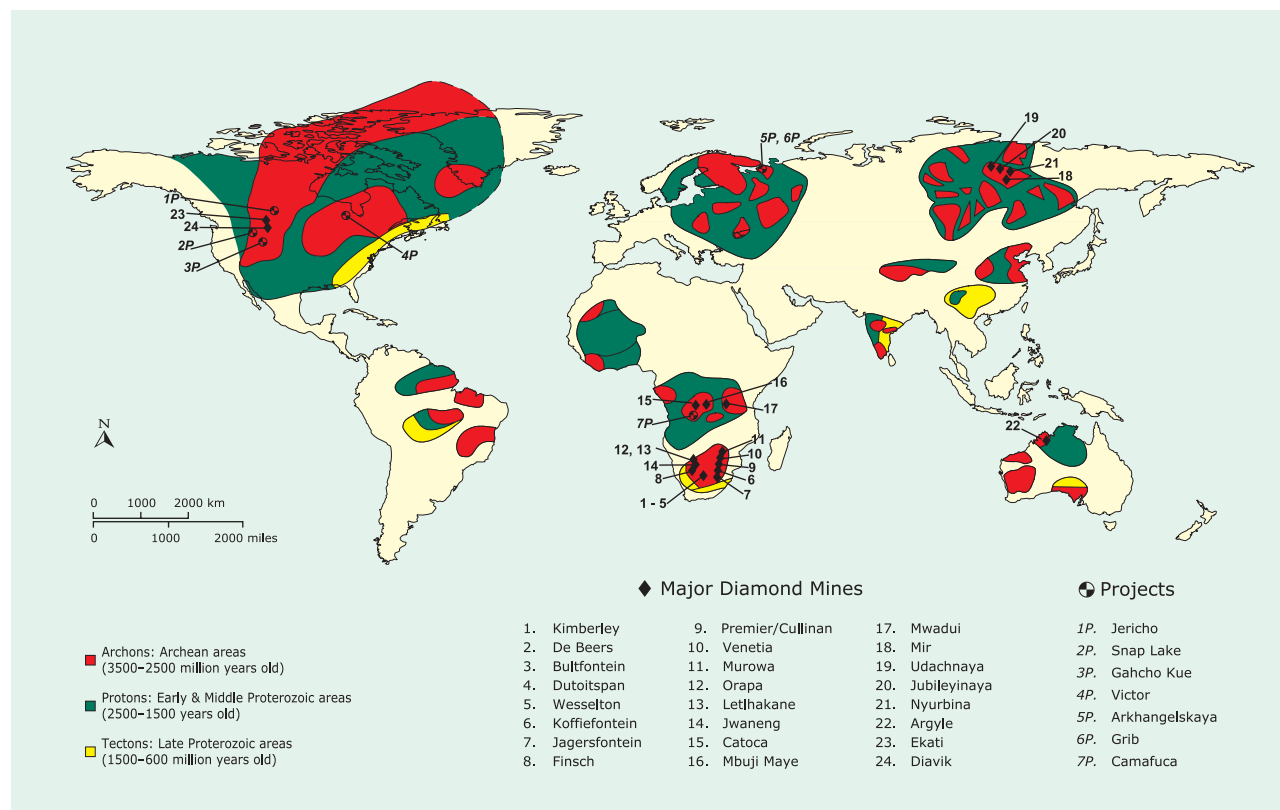 19
20
5P, 6P
21
18
1P
23
24
2P
3P
4P
16
15
17
7P
22
N
11
12, 13
10
14
9
8
6
1 - 5
7
0 1000 2000 km
0 1000 2000 miles
Major Diamond Mines
Projects
1. Kimberley
2. De Beers
3. Bultfontein
4. Dutoitspan
5. Wesselton
6. Koffiefontein
7. Jagersfontein
8. Finsch
9. Premier/Cullinan
10. Venetia
11. Murowa
12. Orapa
13. Letlhakane
14. Jwaneng
15. Catoca
16. Mbuji Maye
17. Mwadui
18. Mir
19. Udachnaya
20. Jubileyinaya
21. Nyurbina
22. Argyle
23. Ekati
24. Diavik
1P. Jericho
2P. Snap Lake
3P. Gahcho Kue
4P. Victor
5P. Arkhangelskaya
6P. Grib
7P. Camafuca
Archons: Archean areas
(3500–2500 million years old)
Protons: Early & Middle Proterozoic areas
(2500–1500 years old)
Tectons: Late Proterozoic areas
(1500–600 million years old)